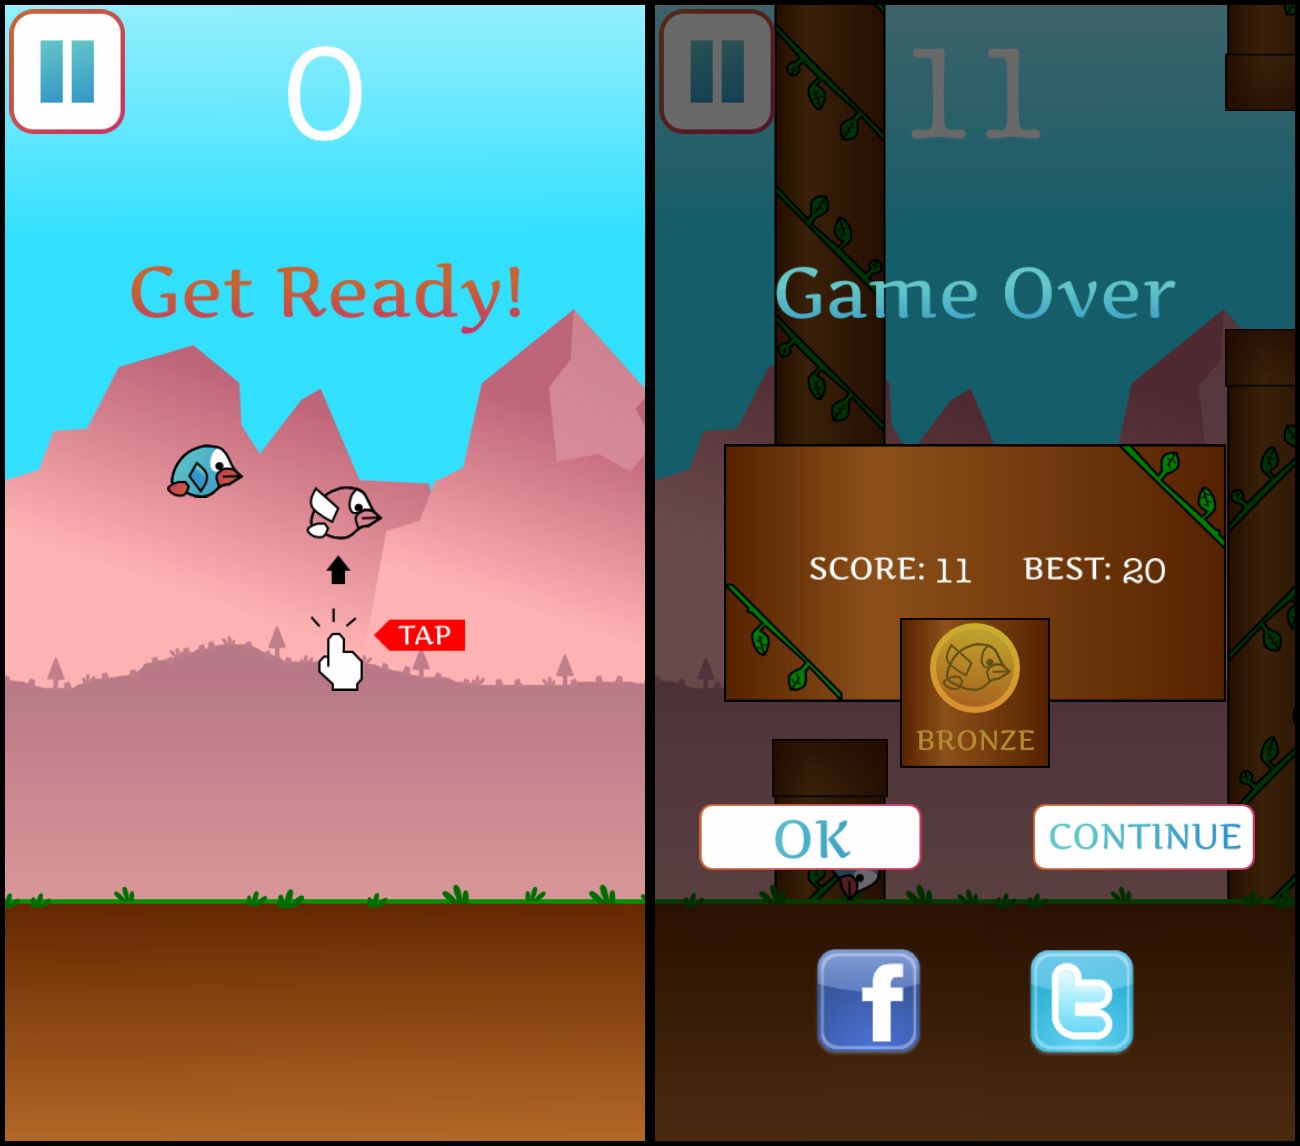 0
Get Ready!
TAP
11
Game Over
SCORE: 11 BEST: 20
BRONZE
OK CONTINUE
f t